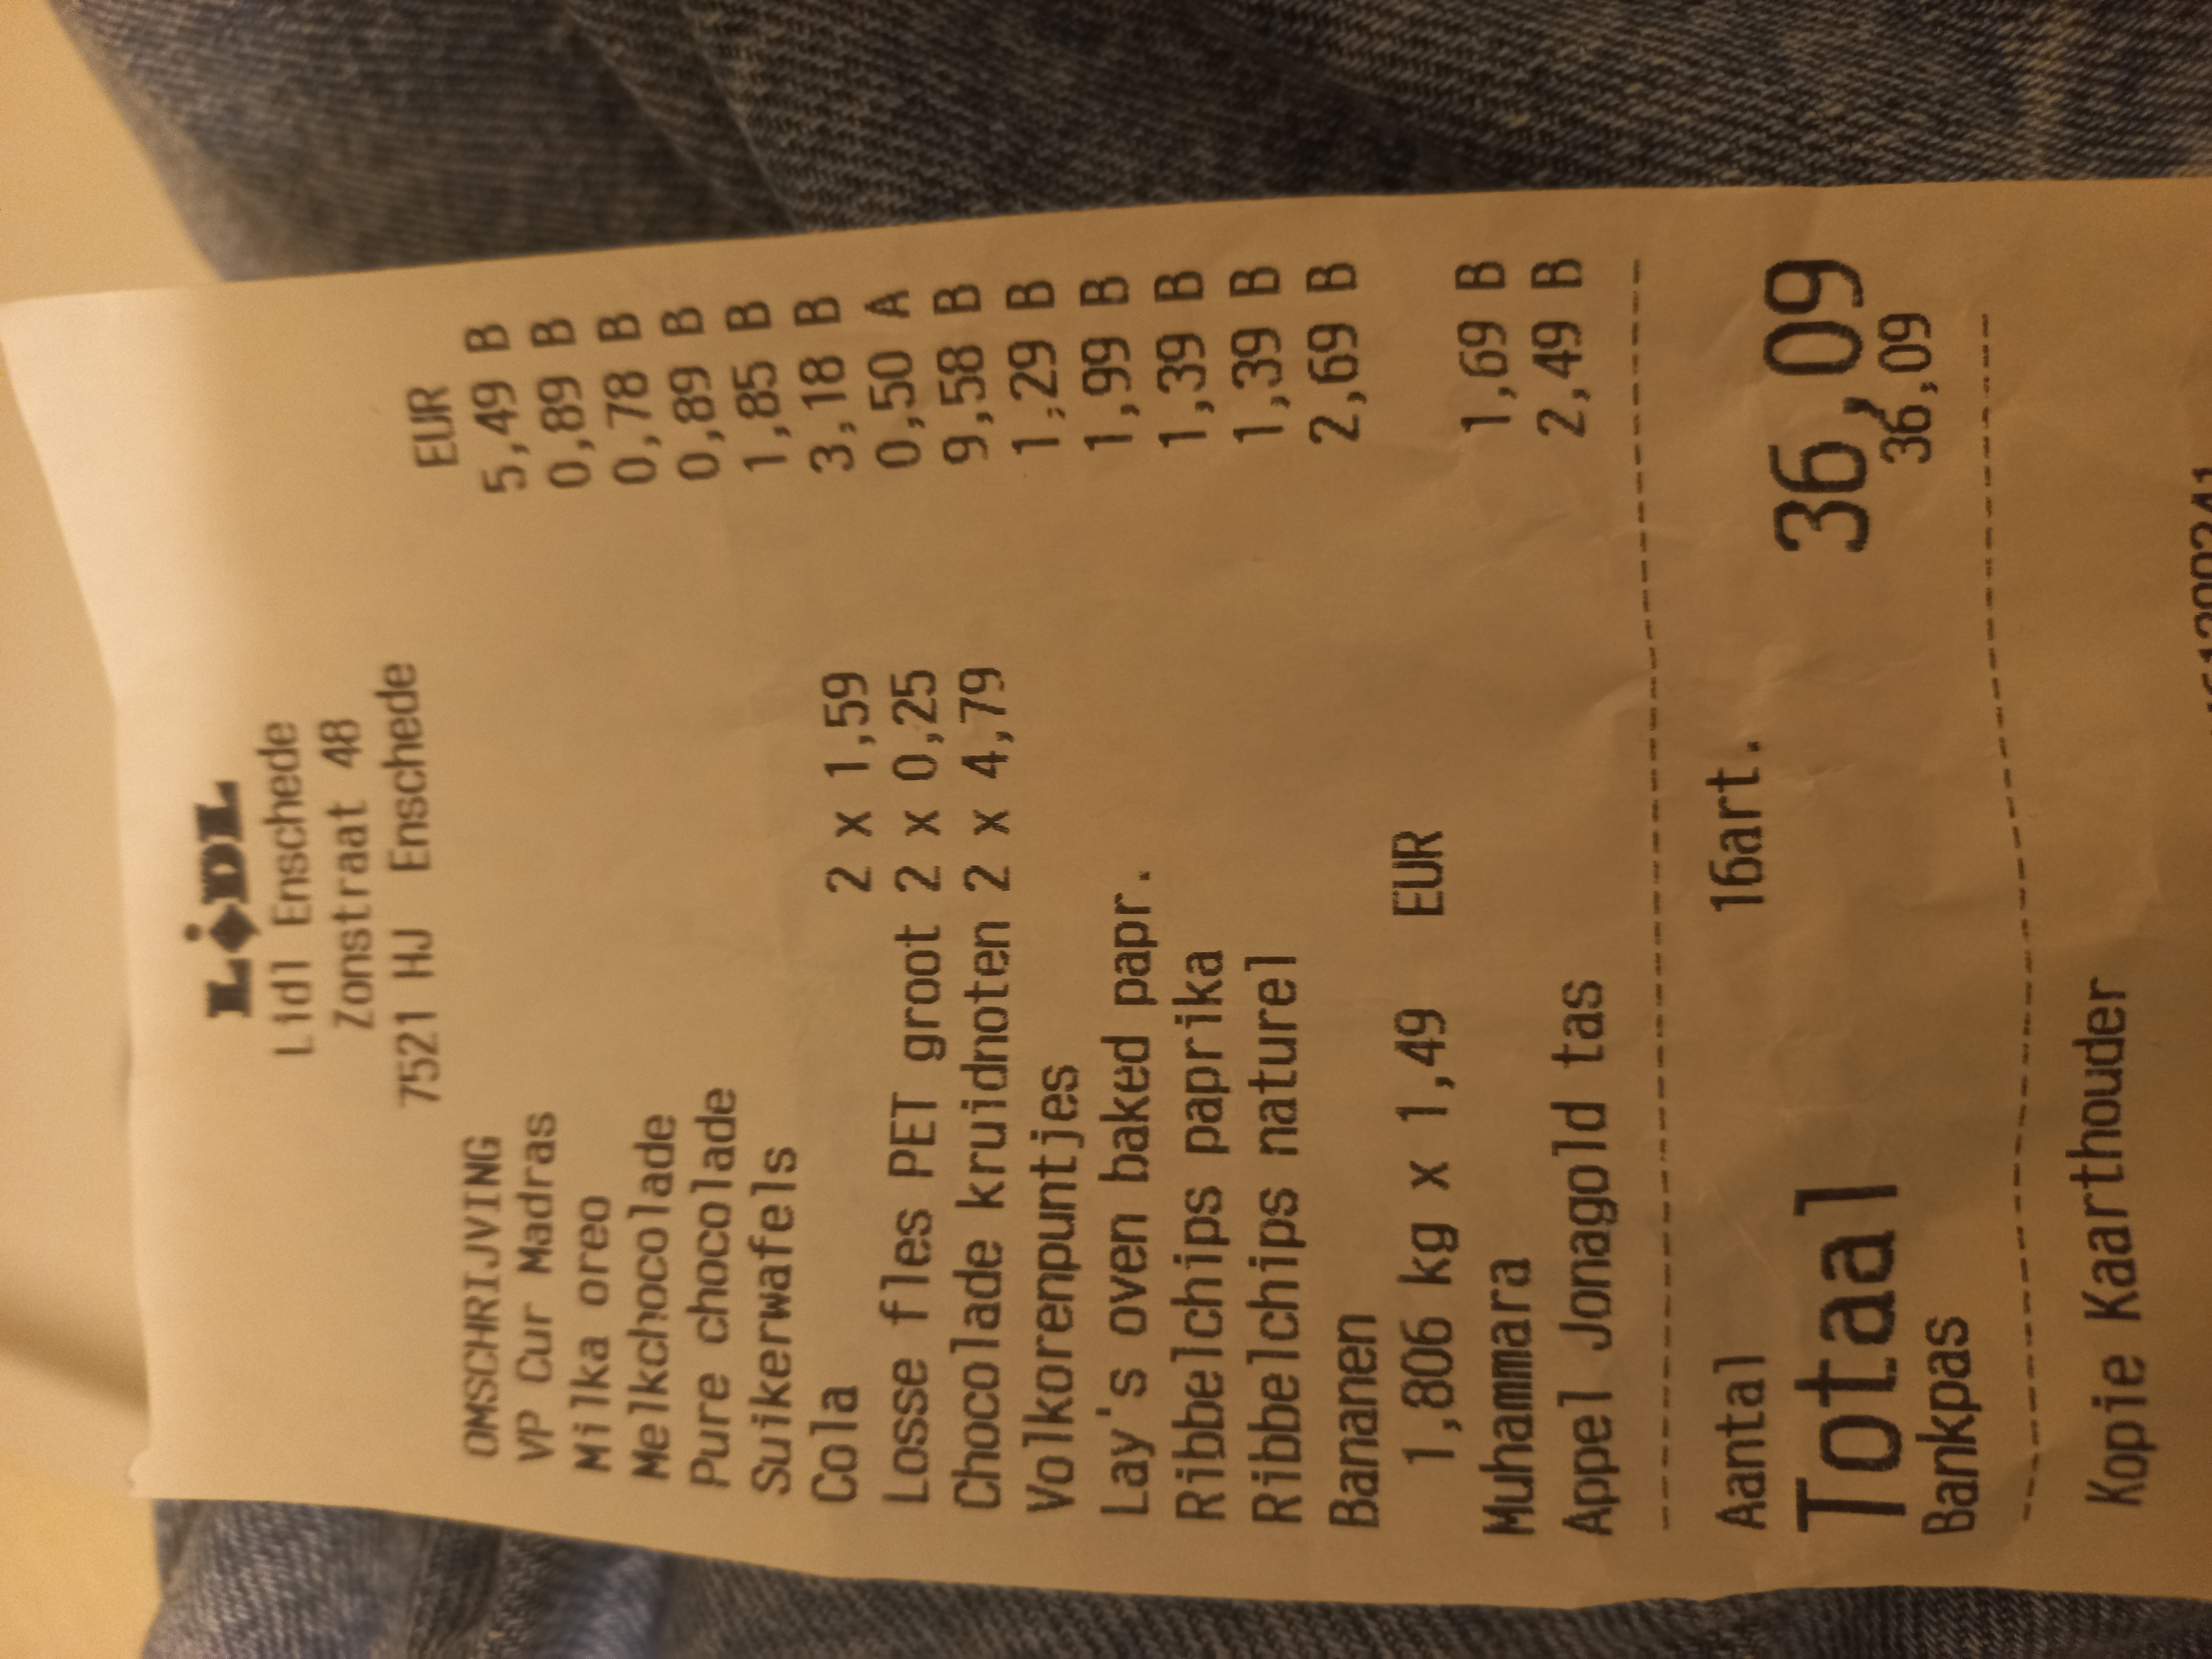 LIDL
Lidl Enschede
Zonstraat 48
7521 HJ Enschede
EUR
OMSCHRIJVING
VP Cur Madras 5,49 B
Milka oreo 0,89 B
Melkchocolade 0,78 B
Pure chocolade 0,89 B
Suikerwafels 1,85 B
Cola 2 x 1,59 3,18 B
Losse fles PET groot 2 x 0,25 0,50 A
Chocolade kruidnoten 2 x 4,79 9,58 B
Volkorenpuntjes 1,29 B
Lay's oven baked papr. 1,99 B
Ribbelchips paprika 1,39 B
Ribbelchips naturel 1,39 B
Bananen 2,69 B
1,806 kg x 1,49 EUR
Muhammara 1,69 B
Appel Jonagold tas 2,49 B
Aantal 16art.
Totaal 36,09
Bankpas 36,09
Kopie Kaarthouder